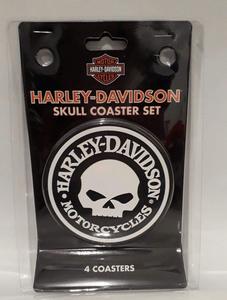 MOTOR
HARLEY-DAVIDSON
CYCLES
HARLEY-DAVIDSON
SKULL COASTER SET
HARLEY-DAVIDSON
MOTORCYCLES
4 COASTERS